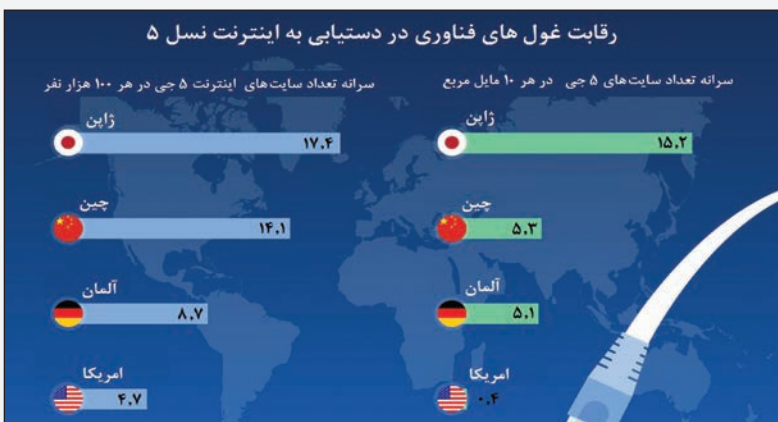 رقابت غول های فناوری در دستیابی به اینترنت نسل ۵
سرانه تعداد سایت‌های ۵ جی در هر ۱۰ مایل مربع
ژاپن
۱۵.۲
چین
۵.۳
آلمان
۵.۱
امریکا
۰.۴
سرانه تعداد سایت‌های اینترنت ۵ جی در هر ۱۰۰ هزار نفر
ژاپن
۱۷.۴
چین
۱۴.۱
آلمان
۸.۷
امریکا
۴.۷